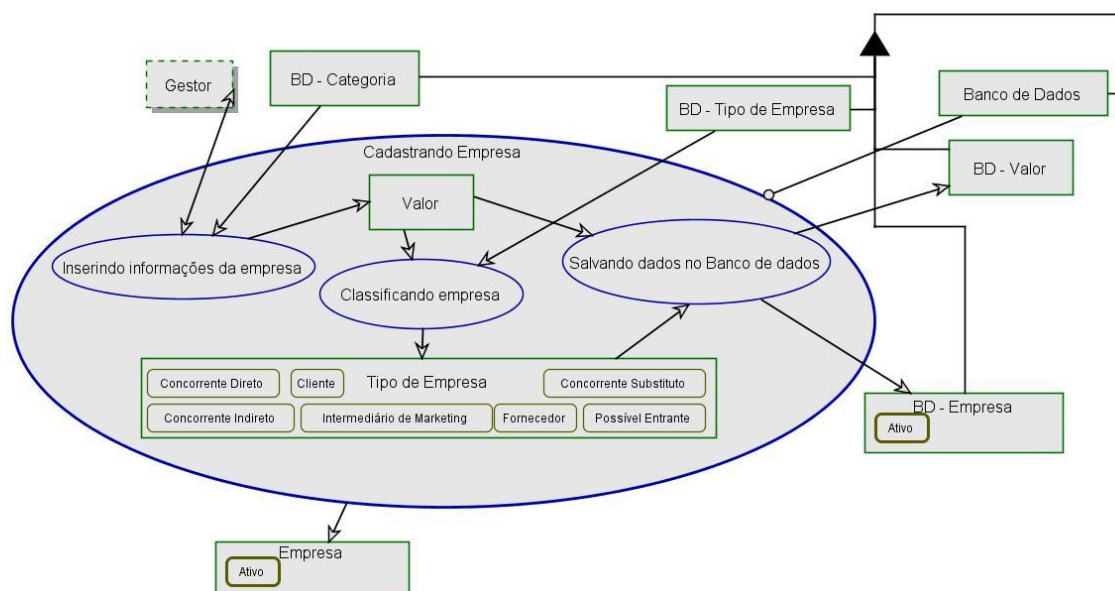 Gestor
BD - Categoria
BD - Tipo de Empresa
Banco de Dados
Cadastrando Empresa
BD - Valor
Valor
Inserindo informações da empresa
Salvando dados no Banco de dados
Classificando empresa
Tipo de Empresa
Concorrente Direto
Cliente
Concorrente Substituto
Concorrente Indireto
Intermediário de Marketing
Fornecedor
Possível Entrante
BD - Empresa
Ativo
Empresa
Ativo